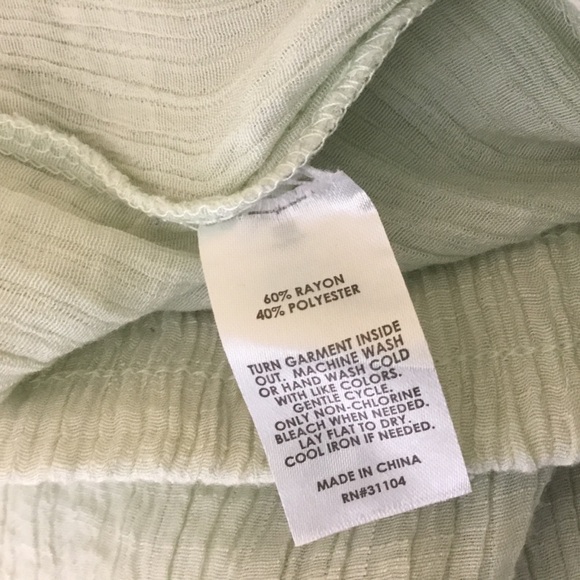 60% RAYON
40% POLYESTER
TURN GARMENT INSIDE
OUT. MACHINE WASH
OR HAND WASH COLD
WITH LIKE COLORS.
GENTLE CYCLE.
ONLY NON-CHLORINE
BLEACH WHEN NEEDED.
LAY FLAT TO DRY.
COOL IRON IF NEEDED.
MADE IN CHINA
RN#31104